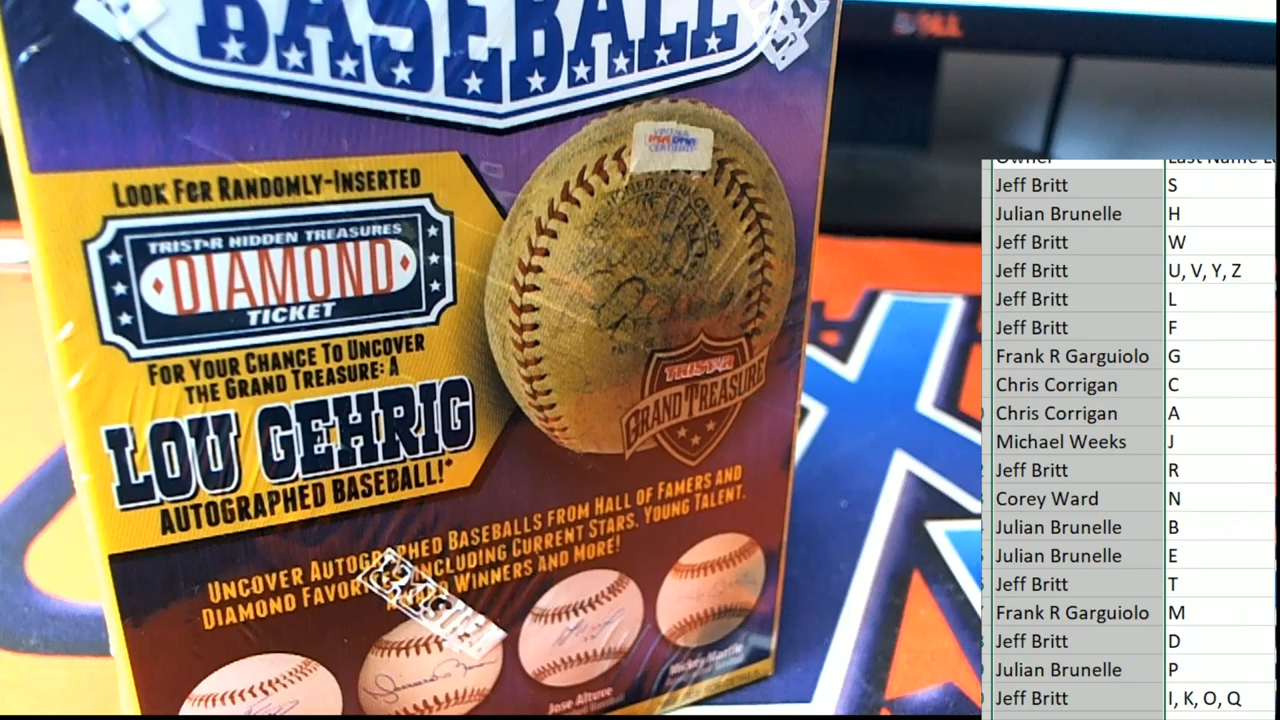 BASEBALL
LOOK FOR RANDOMLY-INSERTED
TRISTAR HIDDEN TREASURES
DIAMOND
TICKET
FOR YOUR CHANCE TO UNCOVER
THE GRAND TREASURE: A
LOU GEHRIG
AUTOGRAPHED BASEBALL!*
TRISTAR
GRAND TREASURE
UNCOVER AUTOGRAPHED BASEBALLS FROM HALL OF FAMERS AND
DIAMOND FAVORITES INCLUDING CURRENT STARS, YOUNG TALENT,
WINNERS AND MORE!
Jose Altuve
Mickey Mantle
Owner Last Name
Jeff Britt S
Julian Brunelle H
Jeff Britt W
Jeff Britt U, V, Y, Z
Jeff Britt L
Jeff Britt F
Frank R Garguiolo G
Chris Corrigan C
Chris Corrigan A
Michael Weeks J
Jeff Britt R
Corey Ward N
Julian Brunelle B
Julian Brunelle E
Jeff Britt T
Frank R Garguiolo M
Jeff Britt D
Julian Brunelle P
Jeff Britt I, K, O, Q